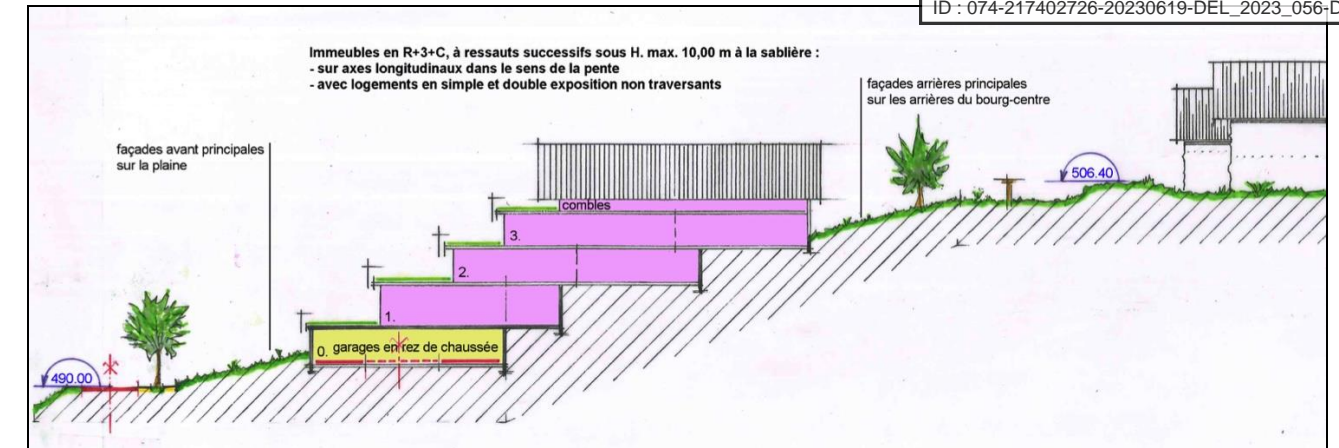 ID : 074-217402726-20230619-DEL_2023_056-D
Immeubles en R+3+C, à ressauts successifs sous H. max. 10,00 m à la sablière :
- sur axes longitudinaux dans le sens de la pente
- avec logements en simple et double exposition non traversants
façades arrières principales
sur les arrières du bourg-centre
façades avant principales
sur la plaine
506.40
combles
3.
2.
1.
0. garages en rez de chaussée
490.00